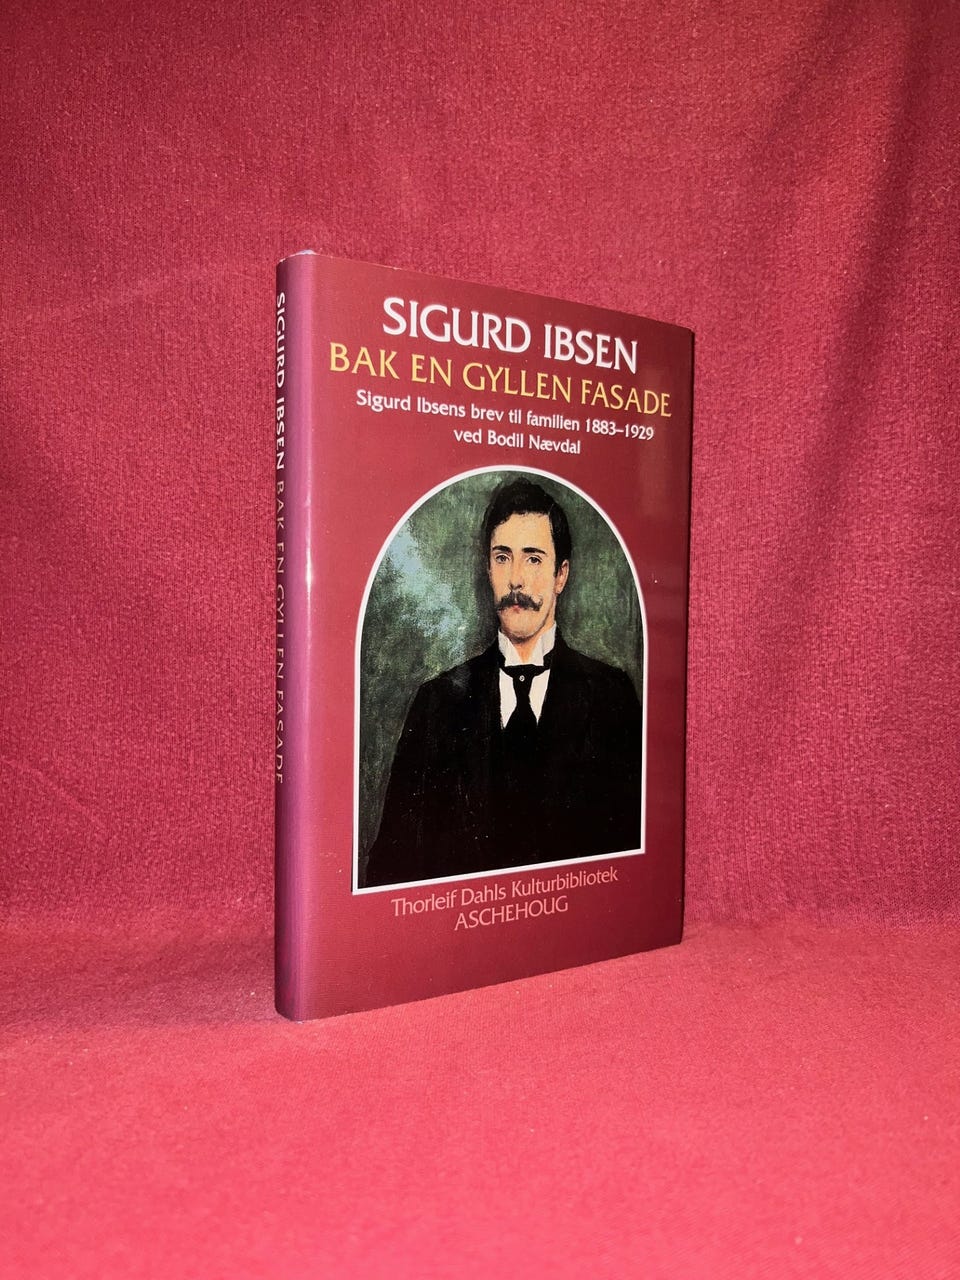 SIGURD IBSEN BAK EN GYLLEN FASADE
SIGURD IBSEN
BAK EN GYLLEN FASADE
Sigurd Ibsens brev til familien 1883–1929
ved Bodil Nævdal
Thorleif Dahls Kulturbibliotek
ASCHEHOUG